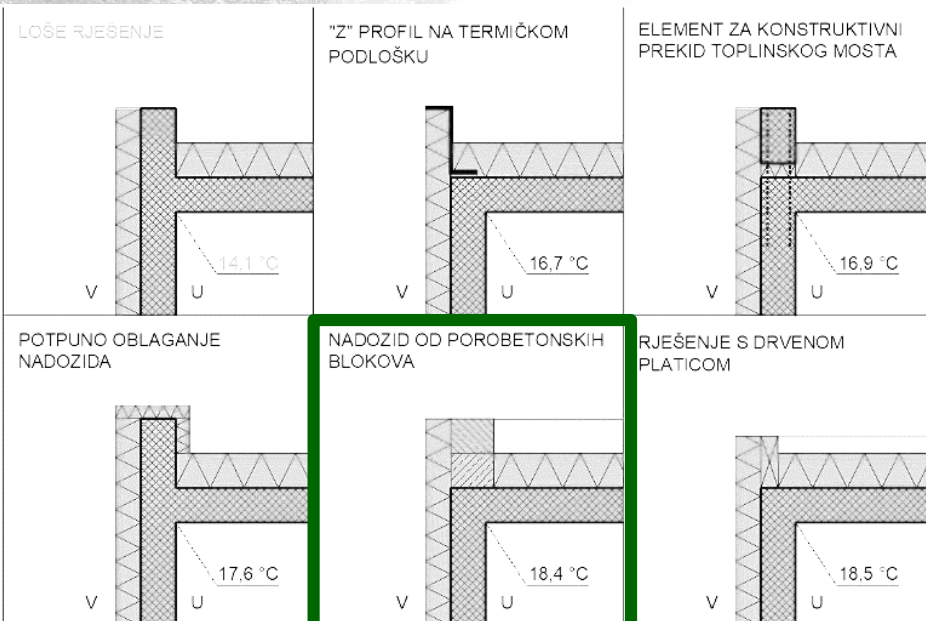 LOŠE RJEŠENJE
14,1 °C
V
U
"Z" PROFIL NA TERMIČKOM
PODLOŠKU
16,7 °C
V
U
ELEMENT ZA KONSTRUKTIVNI
PREKID TOPLINSKOG MOSTA
16,9 °C
V
U
POTPUNO OBLAGANJE
NADOZIDA
17,6 °C
V
U
NADOZID OD POROBETONSKIH
BLOKOVA
18,4 °C
V
U
RJEŠENJE S DRVENOM
PLATICOM
18,5 °C
V
U